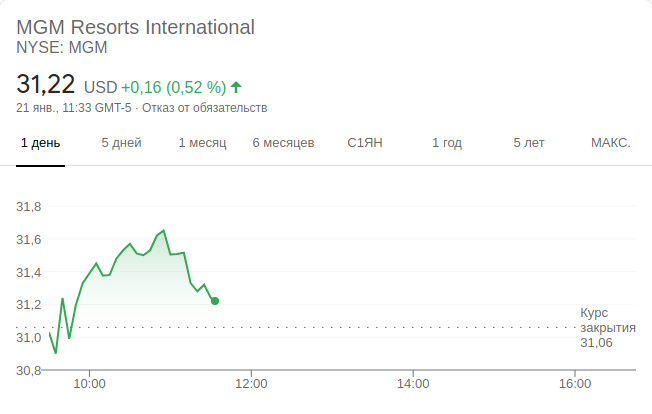 MGM Resorts International
NYSE: MGM
31,22 USD +0,16 (0,52 %)
21 янв., 11:33 GMT-5 · Отказ от обязательств
1 день 5 дней 1 месяц 6 месяцев С1ЯН 1 год 5 лет МАКС.
31,8
31,6
31,4
31,2
31,0
30,8
Курс
закрытия
31,06
10:00 12:00 14:00 16:00